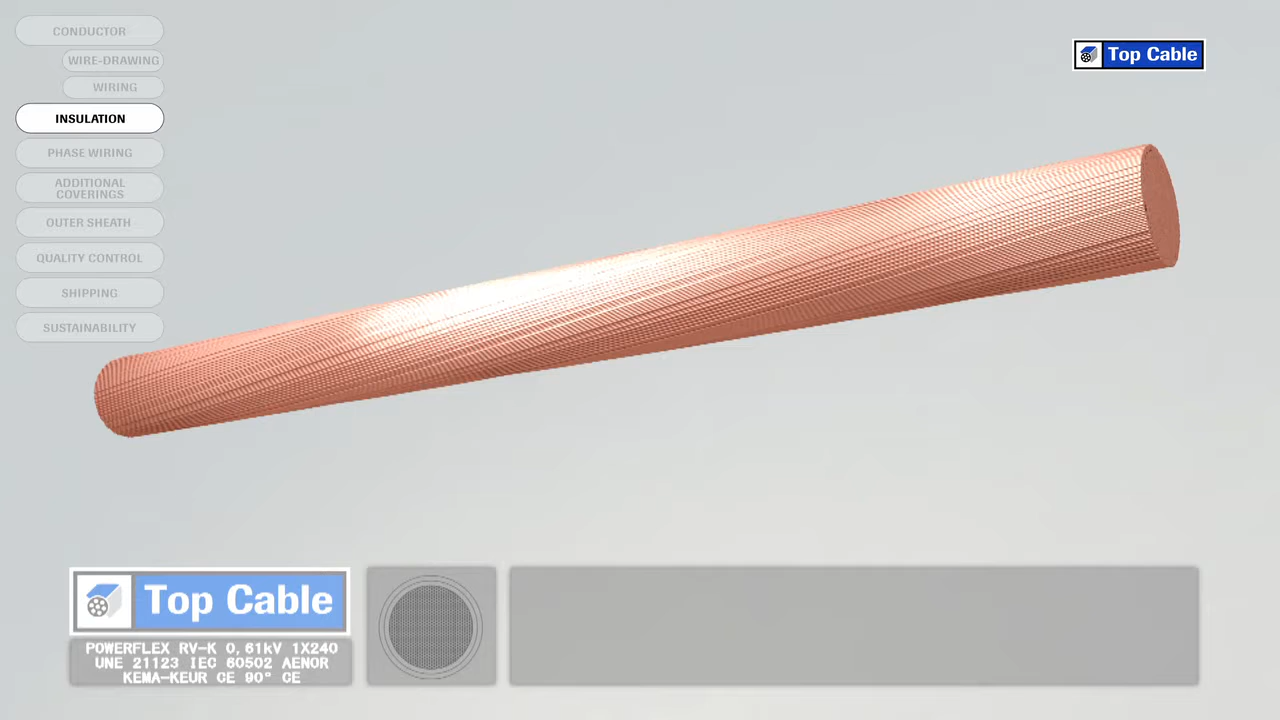 CONDUCTOR
WIRE-DRAWING
WIRING
INSULATION
PHASE WIRING
ADDITIONAL
COVERINGS
OUTER SHEATH
QUALITY CONTROL
SHIPPING
SUSTAINABILITY
Top Cable
Top Cable
POWERFLEX RV-K 0,61kV 1X240
UNE 21123 IEC 60502 AENOR
KEMA-KEUR CE 90° CE